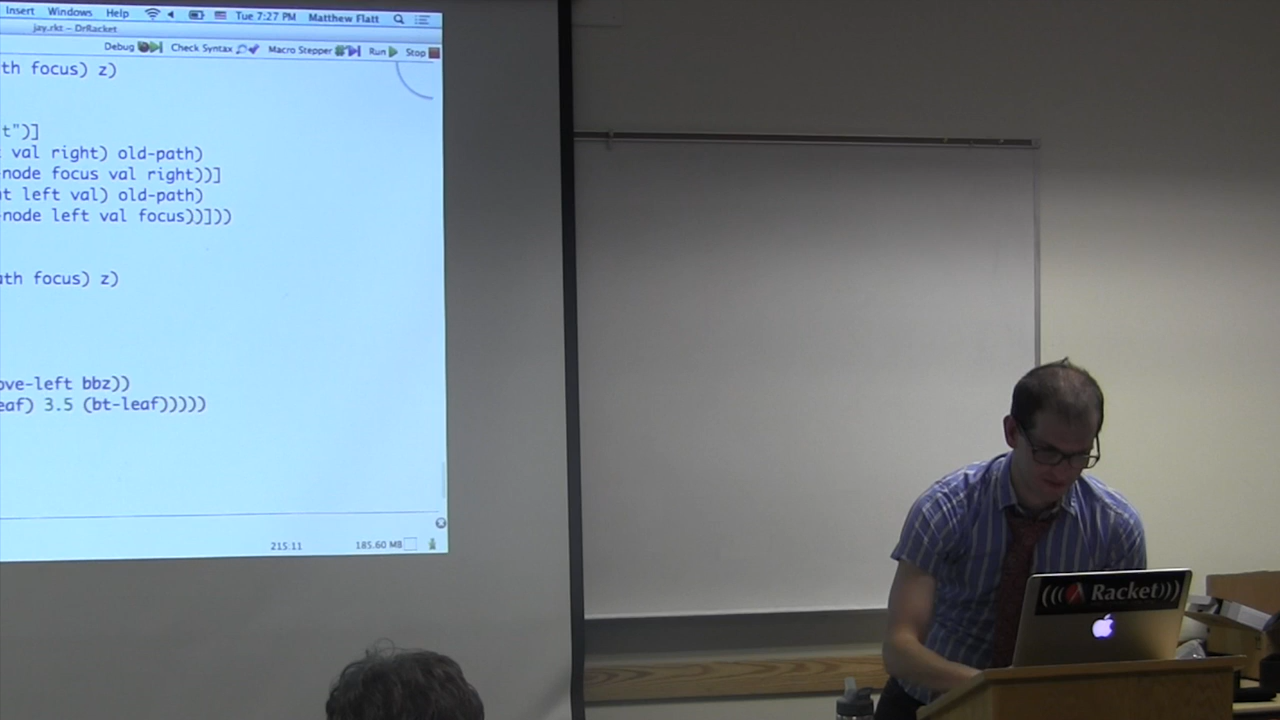 Insert Windows Help Tue 7:27 PM Matthew Flatt
jay.rkt - DrRacket
Debug Check Syntax Macro Stepper Run Stop
th focus) z)
t")]
val right) old-path)
node focus val right))]
t left val) old-path)
node left val focus))]))
th focus) z)
ove-left bbz))
eaf) 3.5 (bt-leaf)))))
215:11 185.60 MB
(((Racket)))